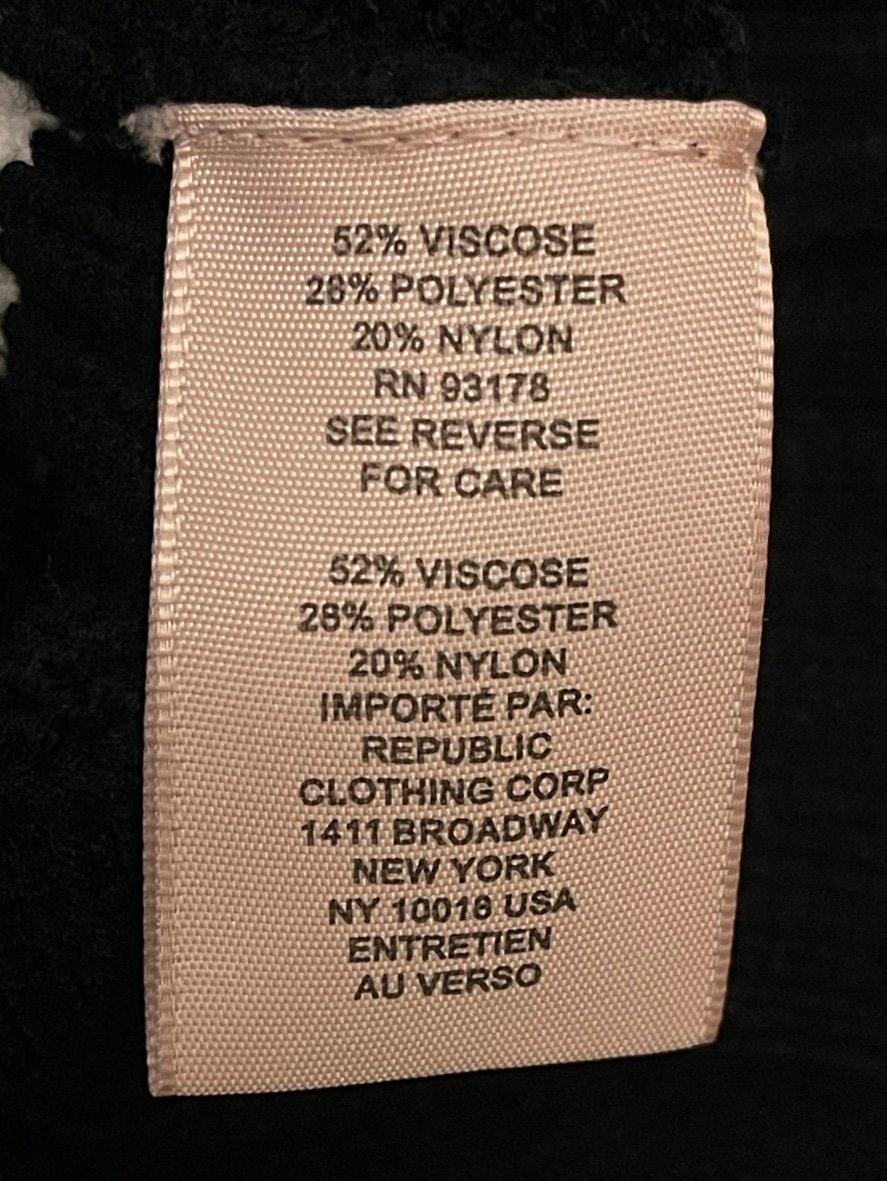 52% VISCOSE
28% POLYESTER
20% NYLON
RN 93178
SEE REVERSE
FOR CARE
52% VISCOSE
28% POLYESTER
20% NYLON
IMPORTÉ PAR:
REPUBLIC
CLOTHING CORP
1411 BROADWAY
NEW YORK
NY 10018 USA
ENTRETIEN
AU VERSO